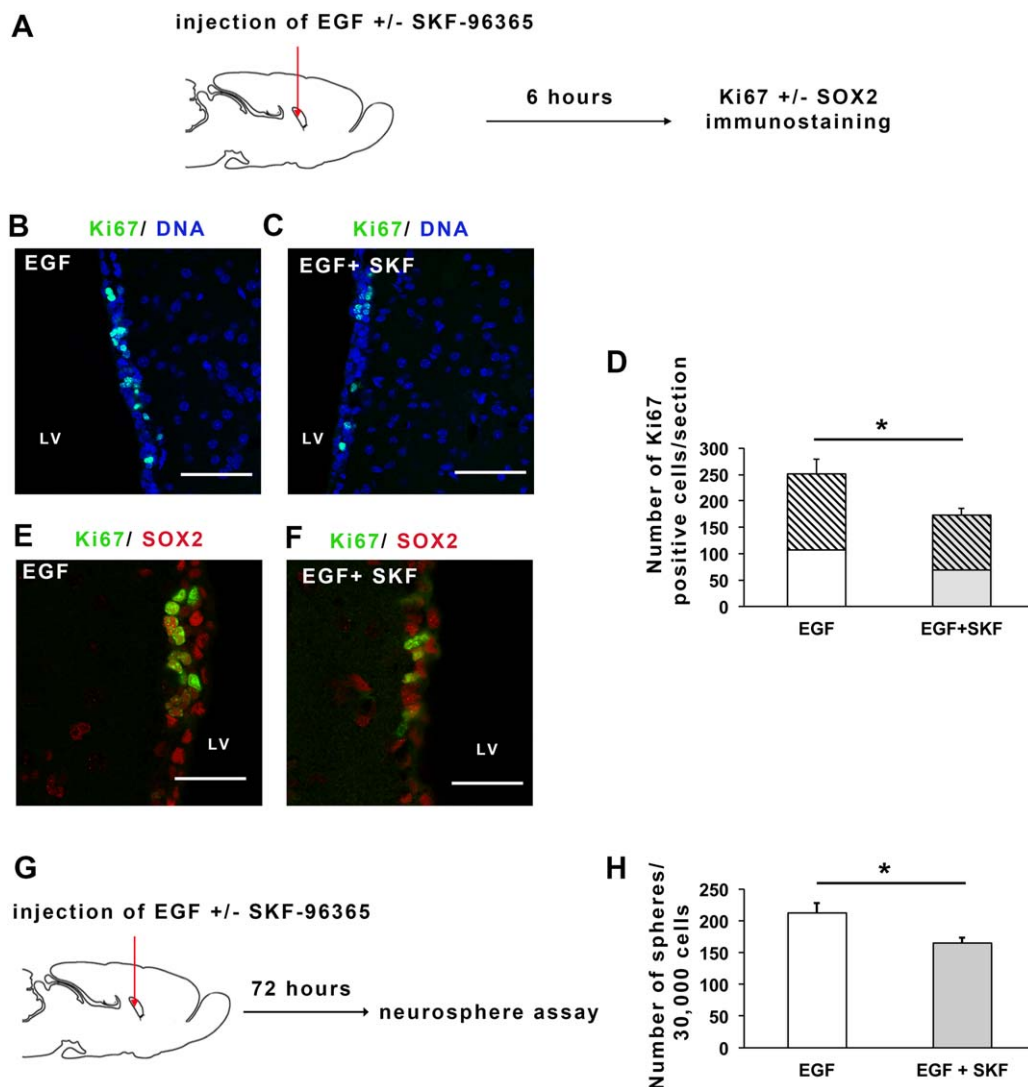 A
injection of EGF +/- SKF-96365
6 hours
Ki67 +/- SOX2
immunostaining
B
Ki67/ DNA
EGF
LV
C
Ki67/ DNA
EGF+ SKF
LV
D
Number of Ki67
positive cells/section
300
250
200
150
100
50
0
*
EGF
EGF+SKF
E
Ki67/ SOX2
EGF
LV
F
Ki67/ SOX2
EGF+ SKF
LV
G
injection of EGF +/- SKF-96365
72 hours
neurosphere assay
H
Number of spheres/
30,000 cells
250
200
150
100
50
0
*
EGF
EGF + SKF